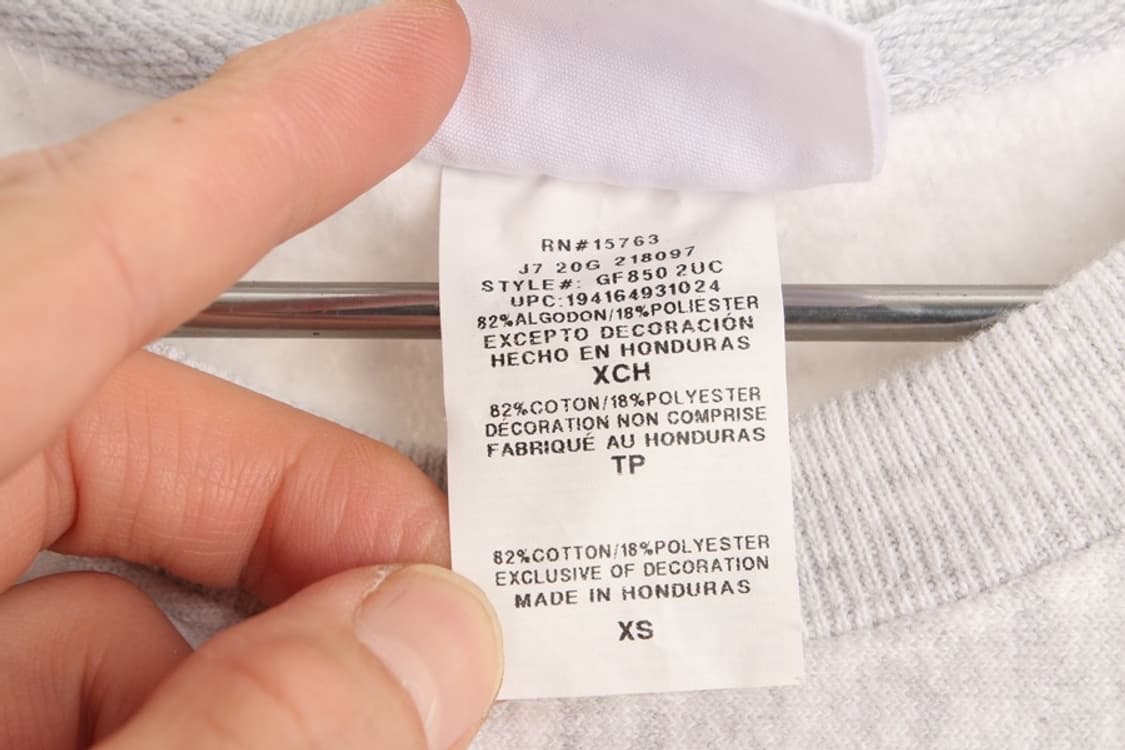 RN#15763
J7 20G 218097
STYLE#: GF850 2UC
UPC:194164931024
82%ALGODON/18%POLIESTER
EXCEPTO DECORACIÓN
HECHO EN HONDURAS
XCH
82%COTON/18%POLYESTER
DÉCORATION NON COMPRISE
FABRIQUÉ AU HONDURAS
TP
82%COTTON/18%POLYESTER
EXCLUSIVE OF DECORATION
MADE IN HONDURAS
XS